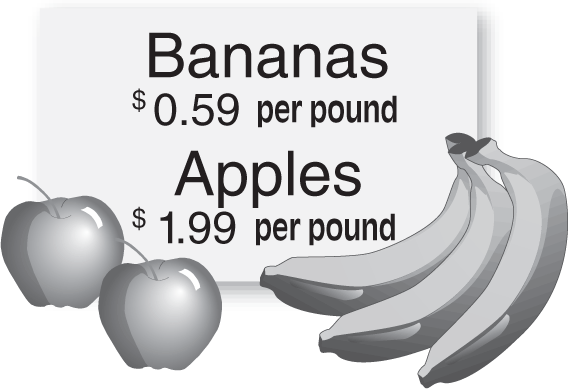 Bananas
$0.59 per pound
Apples
$1.99 per pound